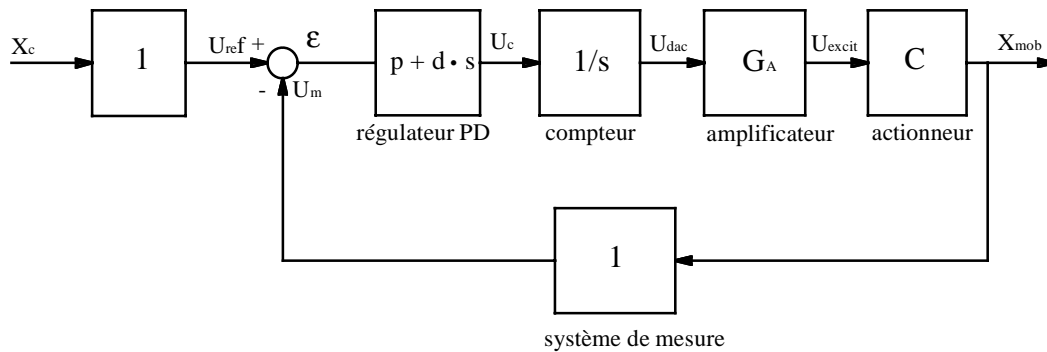 Xc
1
Uref +
ε
-
Um
p + d • s
régulateur PD
Uc
1/s
compteur
Udac
GA
amplificateur
Uexcit
C
actionneur
Xmob
1
système de mesure